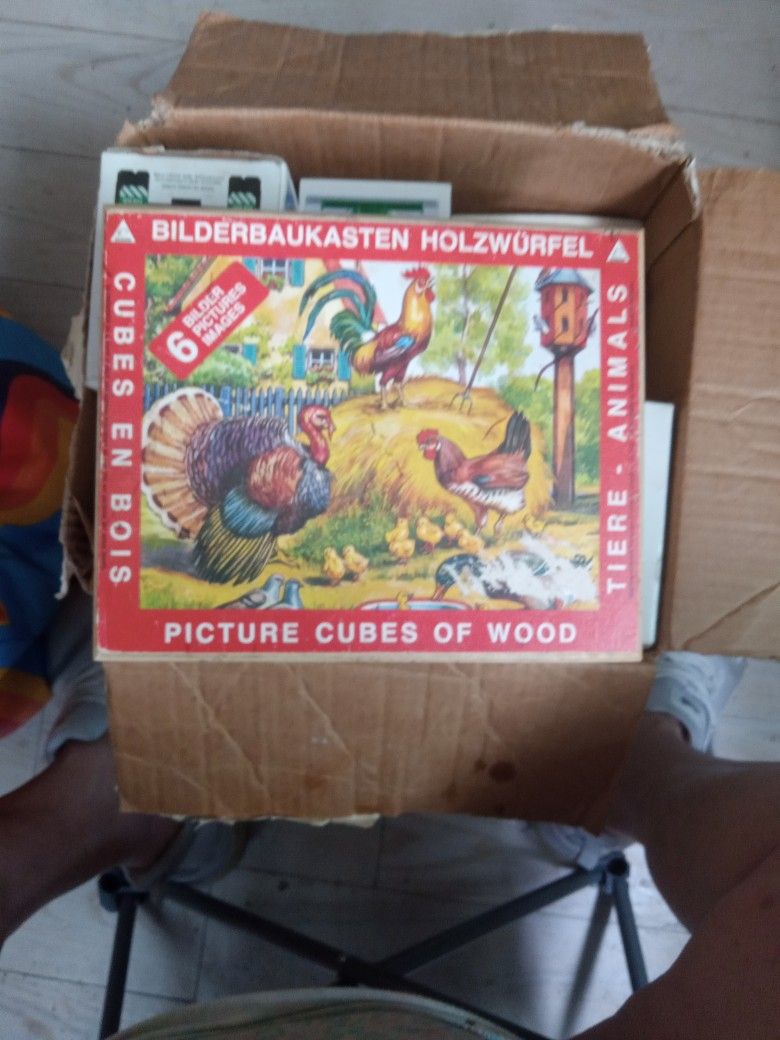 BILDERBAUKASTEN HOLZWÜRFEL
6 BILDER
PICTURES
IMAGES
CUBES EN BOIS
TIERE - ANIMALS
PICTURE CUBES OF WOOD